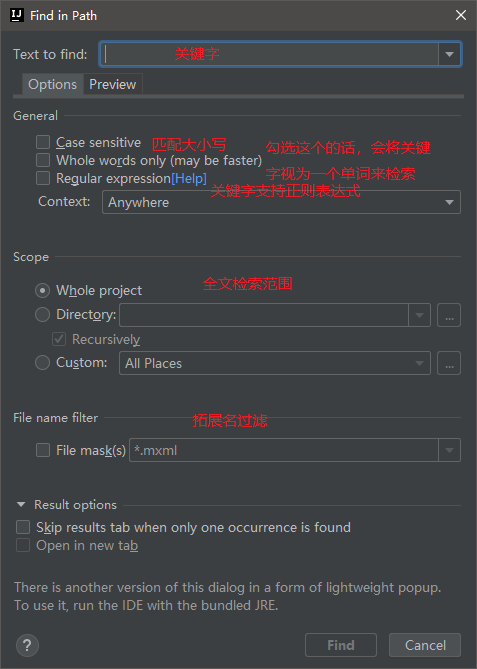 IJ Find in Path
Text to find: 关键字
Options Preview
General
Case sensitive 匹配大小写
Whole words only (may be faster) 勾选这个的话，会将关键
字视为一个单词来检索
Regular expression[Help]
关键字支持正则表达式
Context: Anywhere
Scope
全文检索范围
Whole project
Directory: ...
Recursively
Custom: All Places ...
File name filter
拓展名过滤
File mask(s) *.mxml
Result options
Skip results tab when only one occurrence is found
Open in new tab
There is another version of this dialog in a form of lightweight popup.
To use it, run the IDE with the bundled JRE.
? Find Cancel